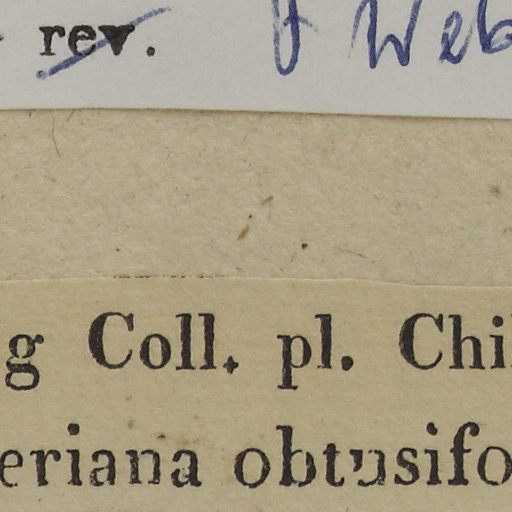 rev. f Web
g Coll. pl. Chi
eriana obtusifo